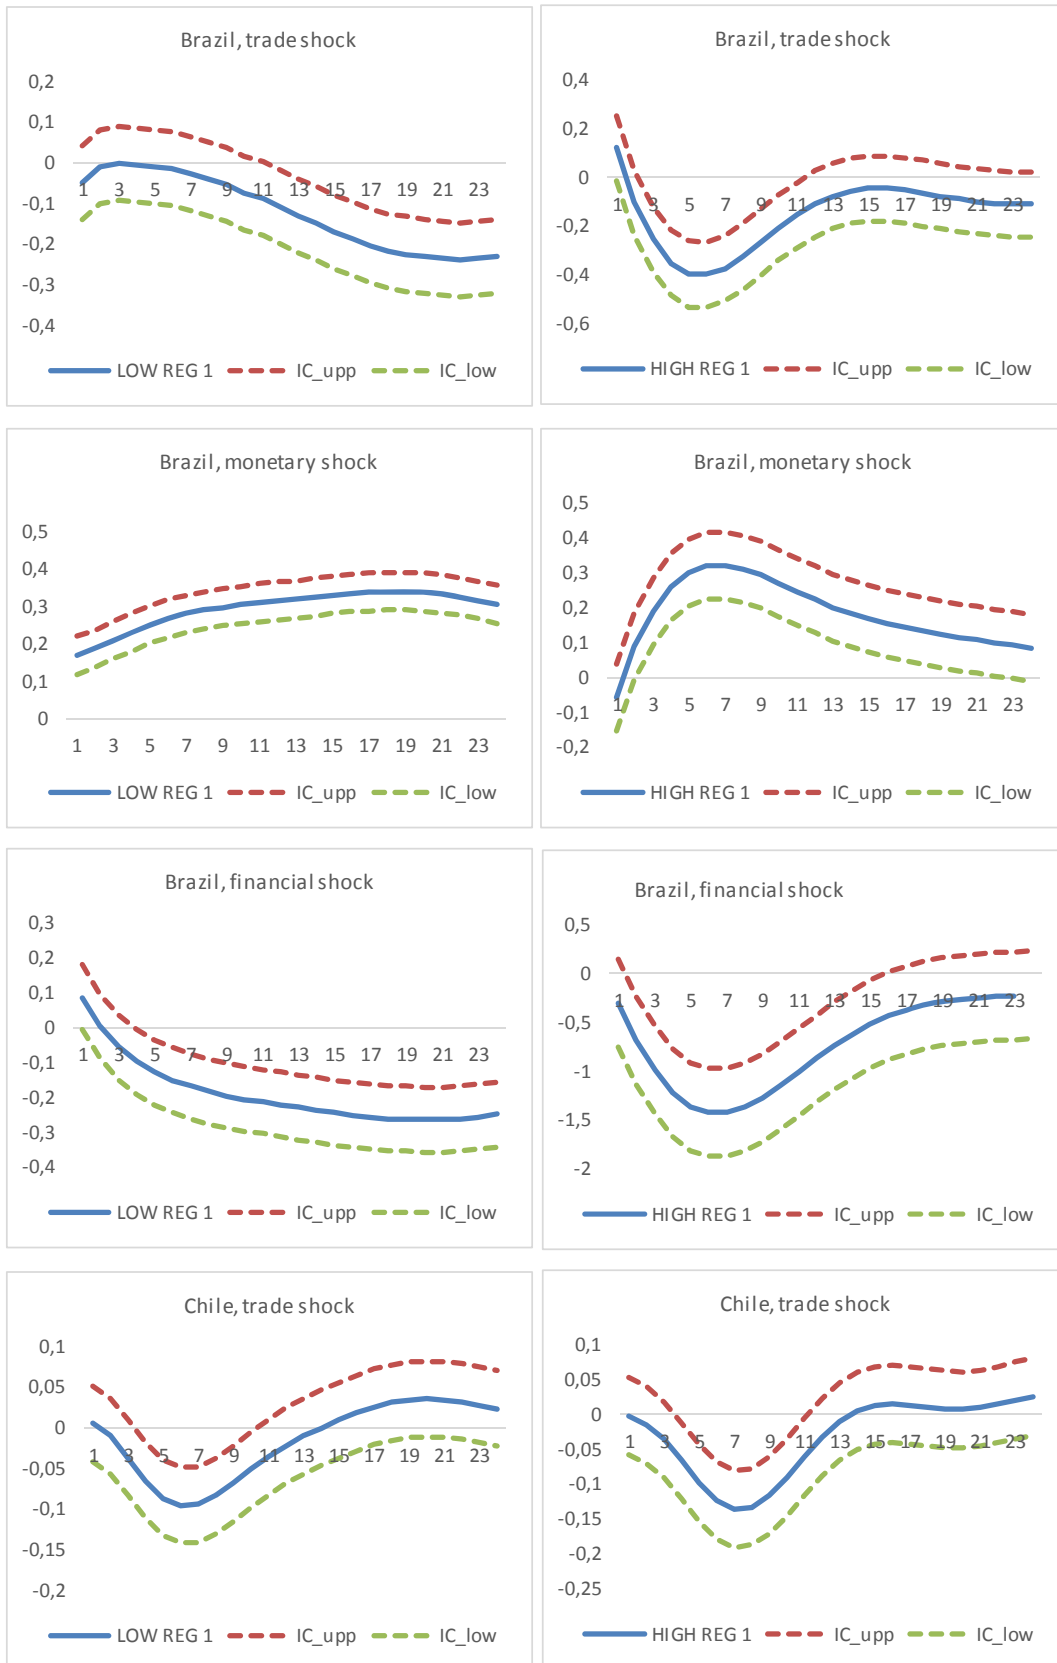 Brazil, trade shock
0,2
0,1
0
-0,1
-0,2
-0,3
-0,4
1 3 5 7 9 11 13 15 17 19 21 23
LOW REG 1 IC_upp IC_low
Brazil, trade shock
0,4
0,2
0
-0,2
-0,4
-0,6
1 3 5 7 9 11 13 15 17 19 21 23
HIGH REG 1 IC_upp IC_low
Brazil, monetary shock
0,5
0,4
0,3
0,2
0,1
0
1 3 5 7 9 11 13 15 17 19 21 23
LOW REG 1 IC_upp IC_low
Brazil, monetary shock
0,5
0,4
0,3
0,2
0,1
0
-0,1
-0,2
1 3 5 7 9 11 13 15 17 19 21 23
HIGH REG 1 IC_upp IC_low
Brazil, financial shock
0,3
0,2
0,1
0
-0,1
-0,2
-0,3
-0,4
1 3 5 7 9 11 13 15 17 19 21 23
LOW REG 1 IC_upp IC_low
Brazil, financial shock
0,5
0
-0,5
-1
-1,5
-2
1 3 5 7 9 11 13 15 17 19 21 23
HIGH REG 1 IC_upp IC_low
Chile, trade shock
0,1
0,05
0
-0,05
-0,1
-0,15
-0,2
1 3 5 7 9 11 13 15 17 19 21 23
LOW REG 1 IC_upp IC_low
Chile, trade shock
0,1
0,05
0
-0,05
-0,1
-0,15
-0,2
-0,25
1 3 5 7 9 11 13 15 17 19 21 23
HIGH REG 1 IC_upp IC_low